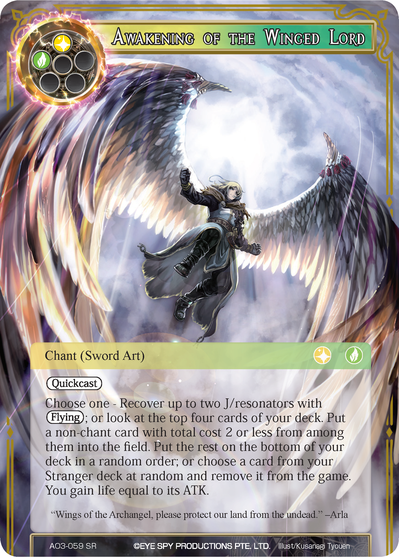 Awakening of the Winged Lord
Chant (Sword Art)
Quickcast
Choose one - Recover up to two J/resonators with
Flying; or look at the top four cards of your deck. Put
a non-chant card with total cost 2 or less from among
them into the field. Put the rest on the bottom of your
deck in a random order; or choose a card from your
Stranger deck at random and remove it from the game.
You gain life equal to its ATK.
“Wings of the Archangel, please protect our land from the undead.” –Arla
A03-059 SR ©EYE SPY PRODUCTIONS PTE. LTD. Illust/Kusanagi Tyouen